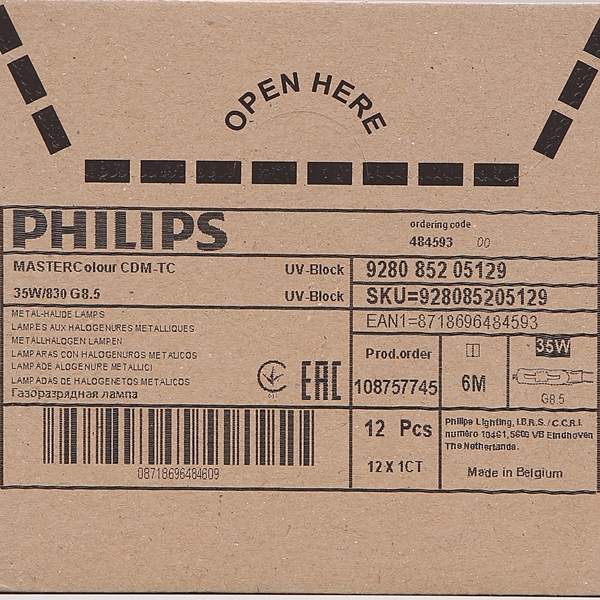 OPEN HERE
PHILIPS
ordering code
484593 00
MASTERColour CDM-TC UV-Block
35W/830 G8.5 UV-Block
9280 852 05129
SKU=928085205129
EAN1=8718696484593
METAL-HALIDE LAMPS
LAMPES AUX HALOGENURES METALLIQUES
METALLHALOGEN LAMPEN
LAMPARAS CON HALOGENUROS METALICOS
LAMPADE ALOGENURE METALLICI
LAMPADAS DE HALOGENETOS METALICOS
Газоразрядная лампа
EAC
Prod.order
108757745
6M
35W
G8.5
08718696484609
12 Pcs
12 X 1CT
Philips Lighting, I.B.R.S. / C.C.R.I.
numéro 10461, 5600 VB Eindhoven
The Netherlands.
Made in Belgium